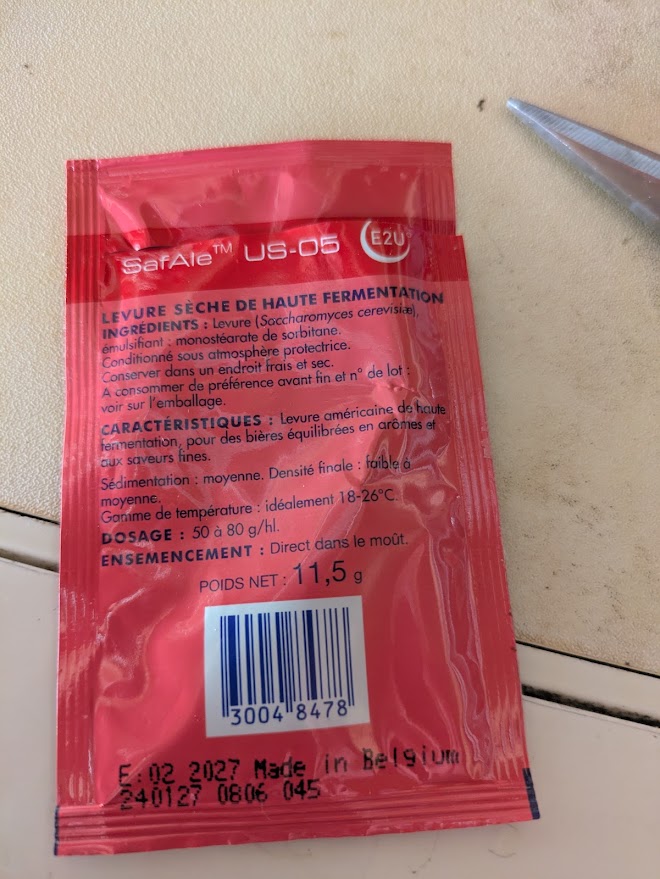 SafAle™ US-05 E2U
LEVURE SÈCHE DE HAUTE FERMENTATION
INGRÉDIENTS : Levure (Saccharomyces cerevisiæ),
émulsifiant : monostéarate de sorbitane.
Conditionné sous atmosphère protectrice.
Conserver dans un endroit frais et sec.
A consommer de préférence avant fin et n° de lot :
voir sur l'emballage.
CARACTÉRISTIQUES : Levure américaine de haute
fermentation, pour des bières équilibrées en arômes et
aux saveurs fines.
Sédimentation : moyenne. Densité finale : faible à
moyenne.
Gamme de température : idéalement 18-26°C.
DOSAGE : 50 à 80 g/hl.
ENSEMENCEMENT : Direct dans le moût.
POIDS NET : 11,5 g
3004 8478
E:02 2027 Made in Belgium
240127 0806 045